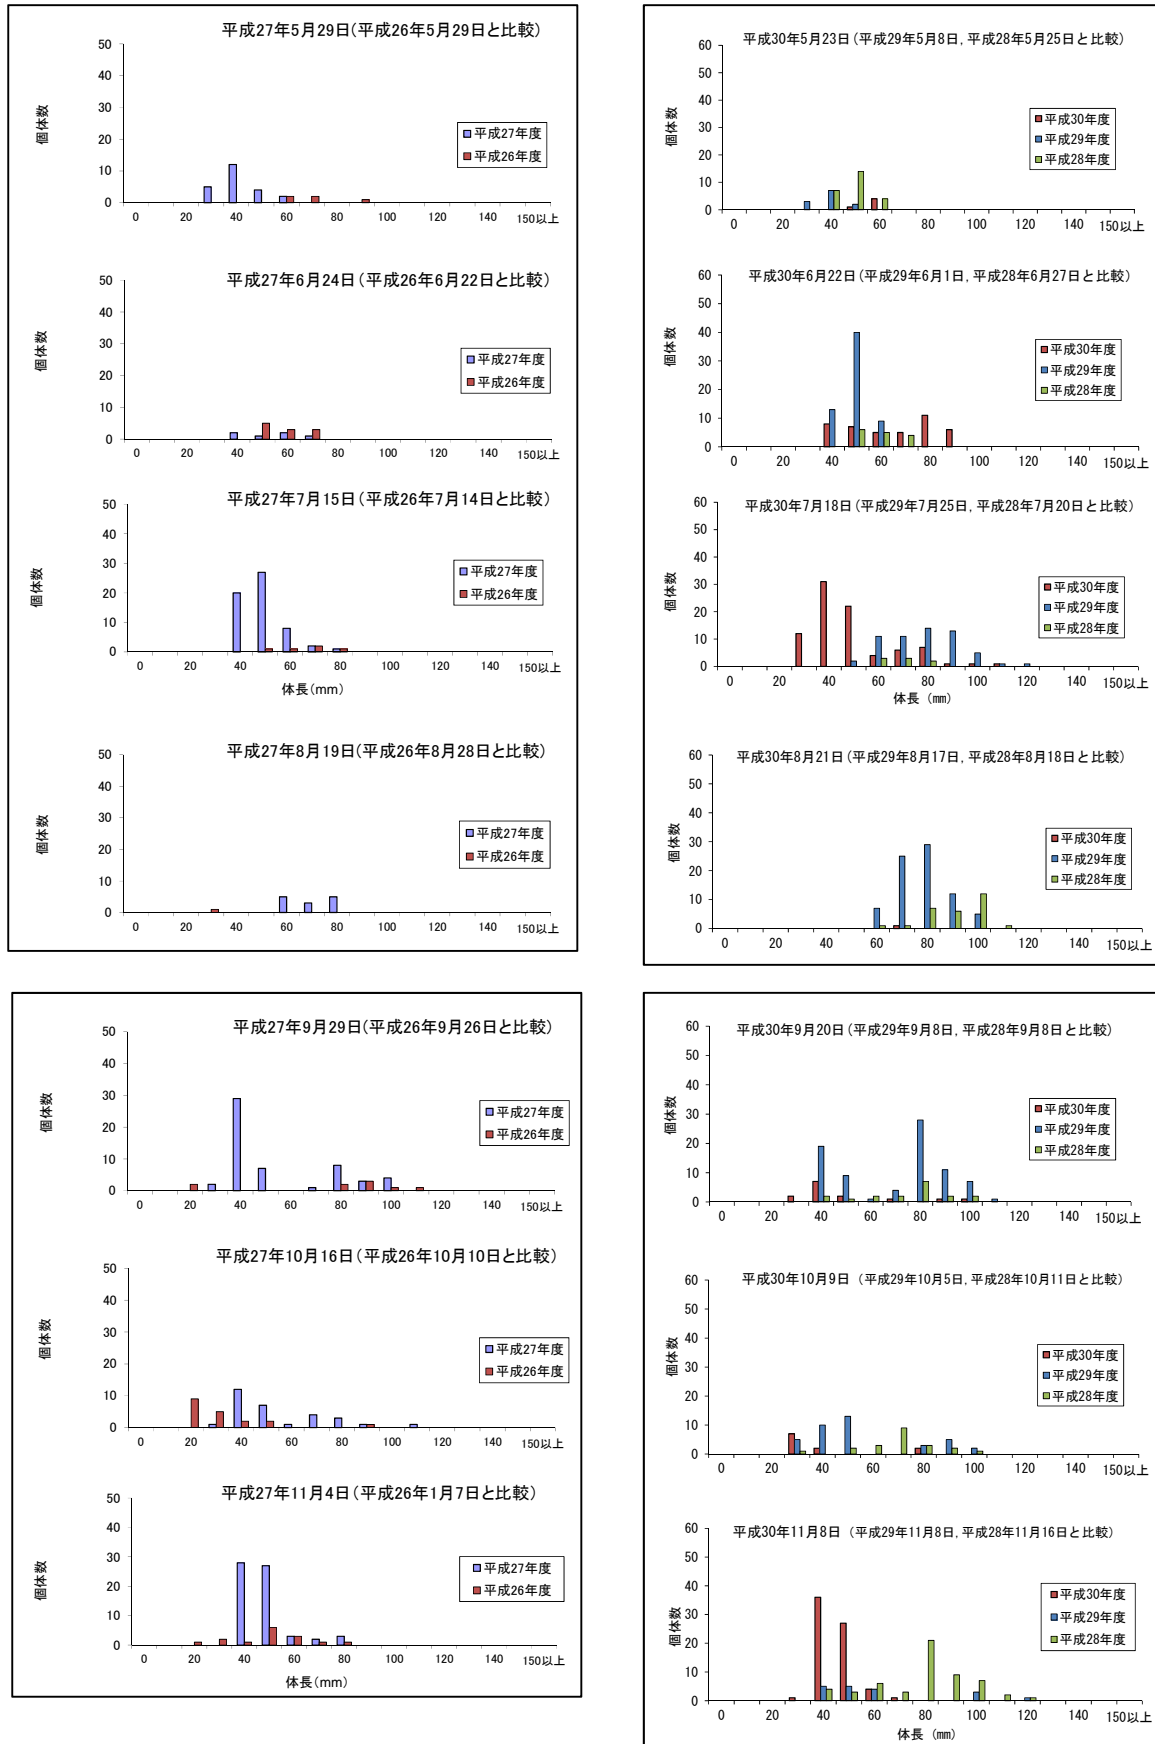 平成27年5月29日(平成26年5月29日と比較)
50
40
30
20
10
0
個体数
平成27年度
平成26年度
0 20 40 60 80 100 120 140 150以上
平成27年6月24日(平成26年6月22日と比較)
50
40
30
20
10
0
個体数
平成27年度
平成26年度
0 20 40 60 80 100 120 140 150以上
平成27年7月15日(平成26年7月14日と比較)
50
40
30
20
10
0
個体数
平成27年度
平成26年度
0 20 40 60 80 100 120 140 150以上
体長(mm)
平成27年8月19日(平成26年8月28日と比較)
50
40
30
20
10
0
個体数
平成27年度
平成26年度
0 20 40 60 80 100 120 140 150以上
平成30年5月23日(平成29年5月8日, 平成28年5月25日と比較)
60
50
40
30
20
10
0
個体数
平成30年度
平成29年度
平成28年度
0 20 40 60 80 100 120 140 150以上
平成30年6月22日(平成29年6月1日, 平成28年6月27日と比較)
60
50
40
30
20
10
0
個体数
平成30年度
平成29年度
平成28年度
0 20 40 60 80 100 120 140 150以上
平成30年7月18日(平成29年7月25日, 平成28年7月20日と比較)
60
50
40
30
20
10
0
個体数
平成30年度
平成29年度
平成28年度
0 20 40 60 80 100 120 140 150以上
体長 (mm)
平成30年8月21日(平成29年8月17日, 平成28年8月18日と比較)
60
50
40
30
20
10
0
個体数
平成30年度
平成29年度
平成28年度
0 20 40 60 80 100 120 140 150以上
平成27年9月29日(平成26年9月26日と比較)
50
40
30
20
10
0
個体数
平成27年度
平成26年度
0 20 40 60 80 100 120 140 150以上
平成27年10月16日(平成26年10月10日と比較)
50
40
30
20
10
0
個体数
平成27年度
平成26年度
0 20 40 60 80 100 120 140 150以上
平成27年11月4日(平成26年1月7日と比較)
50
40
30
20
10
0
個体数
平成27年度
平成26年度
0 20 40 60 80 100 120 140 150以上
体長(mm)
平成30年9月20日(平成29年9月8日, 平成28年9月8日と比較)
60
50
40
30
20
10
0
個体数
平成30年度
平成29年度
平成28年度
0 20 40 60 80 100 120 140 150以上
平成30年10月9日 (平成29年10月5日, 平成28年10月11日と比較)
60
50
40
30
20
10
0
個体数
平成30年度
平成29年度
平成28年度
0 20 40 60 80 100 120 140 150以上
平成30年11月8日 (平成29年11月8日, 平成28年11月16日と比較)
60
50
40
30
20
10
0
個体数
平成30年度
平成29年度
平成28年度
0 20 40 60 80 100 120 140 150以上
体長 (mm)